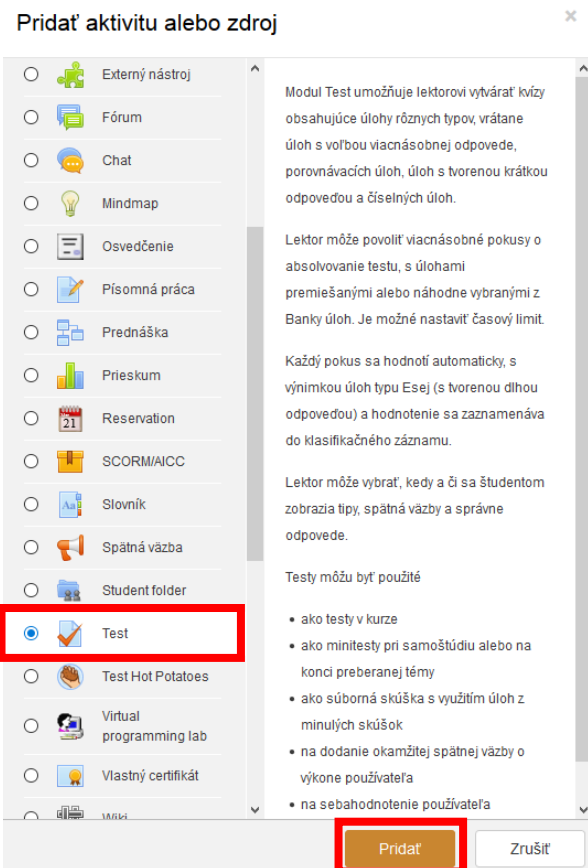 Pridať aktivitu alebo zdroj
×
Externý nástroj
Fórum
Chat
Mindmap
Osvedčenie
Písomná práca
Prednáška
Prieskum
21
Reservation
SCORM/AICC
Aa
Slovník
Spätná väzba
Student folder
Test
Test Hot Potatoes
Virtual
programming lab
Vlastný certifikát
Wiki
Modul Test umožňuje lektorovi vytvárať kvízy
obsahujúce úlohy rôznych typov, vrátane
úloh s voľbou viacnásobnej odpovede,
porovnávacích úloh, úloh s tvorenou krátkou
odpoveďou a číselných úloh.
Lektor môže povoliť viacnásobné pokusy o
absolvovanie testu, s úlohami
premiešanými alebo náhodne vybranými z
Banky úloh. Je možné nastaviť časový limit.
Každý pokus sa hodnotí automaticky, s
výnimkou úloh typu Esej (s tvorenou dlhou
odpoveďou) a hodnotenie sa zaznamenáva
do klasifikačného záznamu.
Lektor môže vybrať, kedy a či sa študentom
zobrazia tipy, spätná väzby a správne
odpovede.
Testy môžu byť použité
• ako testy v kurze
• ako minitesty pri samoštúdiu alebo na
konci preberanej témy
• ako súborná skúška s využitím úloh z
minulých skúšok
• na dodanie okamžitej spätnej väzby o
výkone používateľa
• na sebahodnotenie používateľa
Pridať
Zrušiť